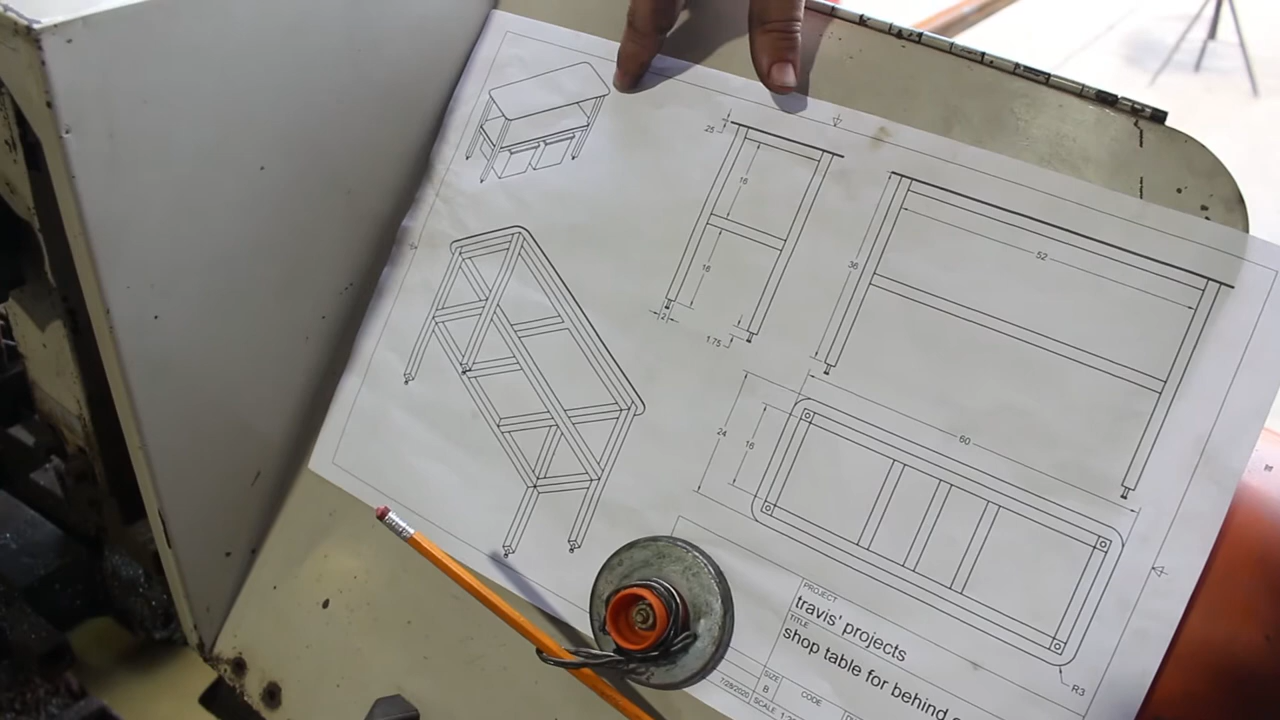 25
16
16
2
1.75
36
52
24
16
60
R3
PROJECT
travis' projects
TITLE
shop table for behind
SIZE
B
CODE
7/28/2020
SCALE